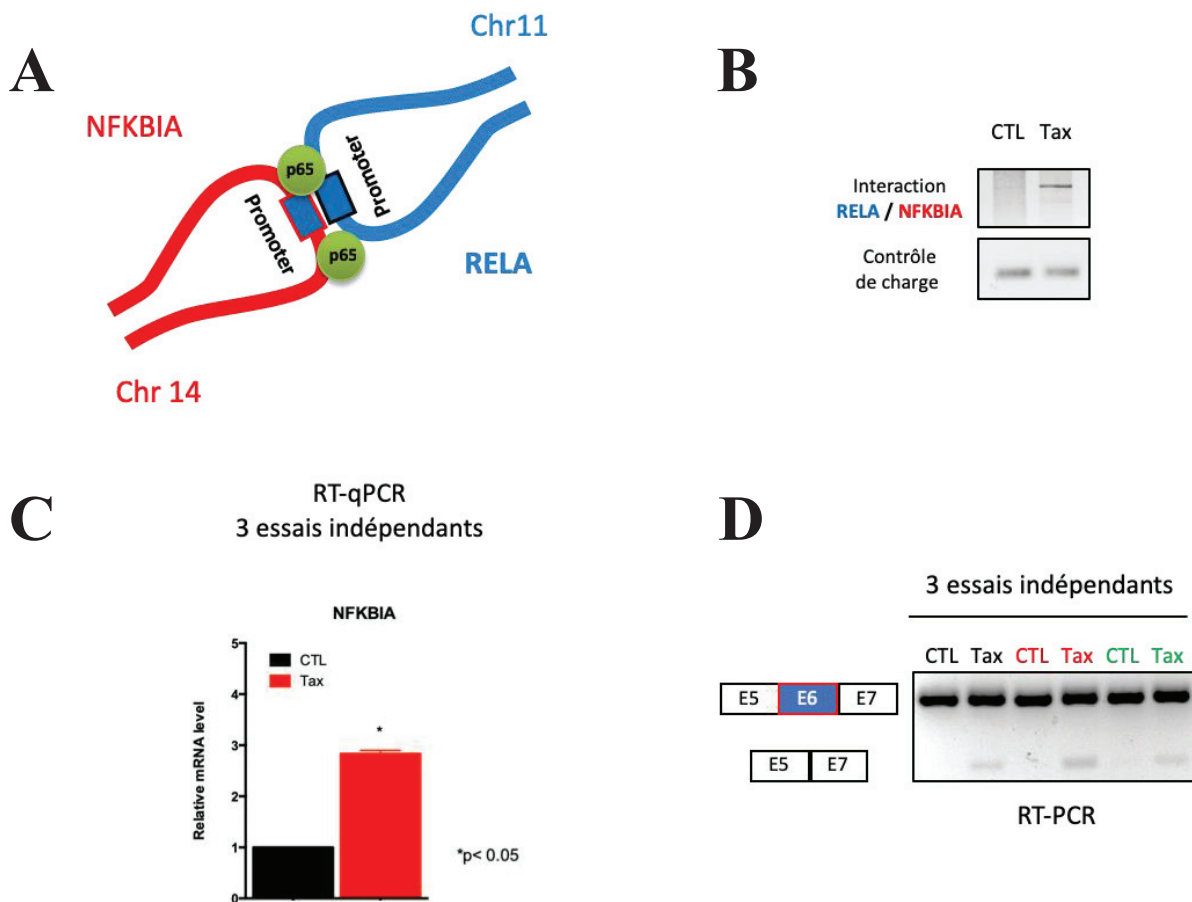 A
Chr11
NFKBIA
p65
Promoter
Promoter
p65
RELA
Chr 14
B
CTL Tax
Interaction
RELA / NFKBIA
Contrôle
de charge
C
RT-qPCR
3 essais indépendants
NFKBIA
5
4
3
2
1
0
Relative mRNA level
CTL
Tax
*
*p< 0.05
D
3 essais indépendants
CTL Tax CTL Tax CTL Tax
E5 E6 E7
E5 E7
RT-PCR